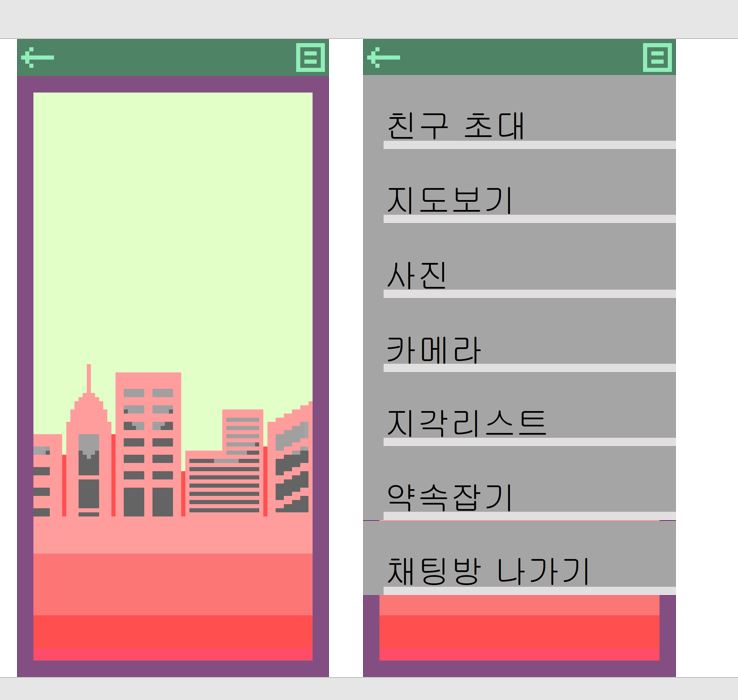 친구 초대
지도보기
사진
카메라
지각리스트
약속잡기
채팅방 나가기